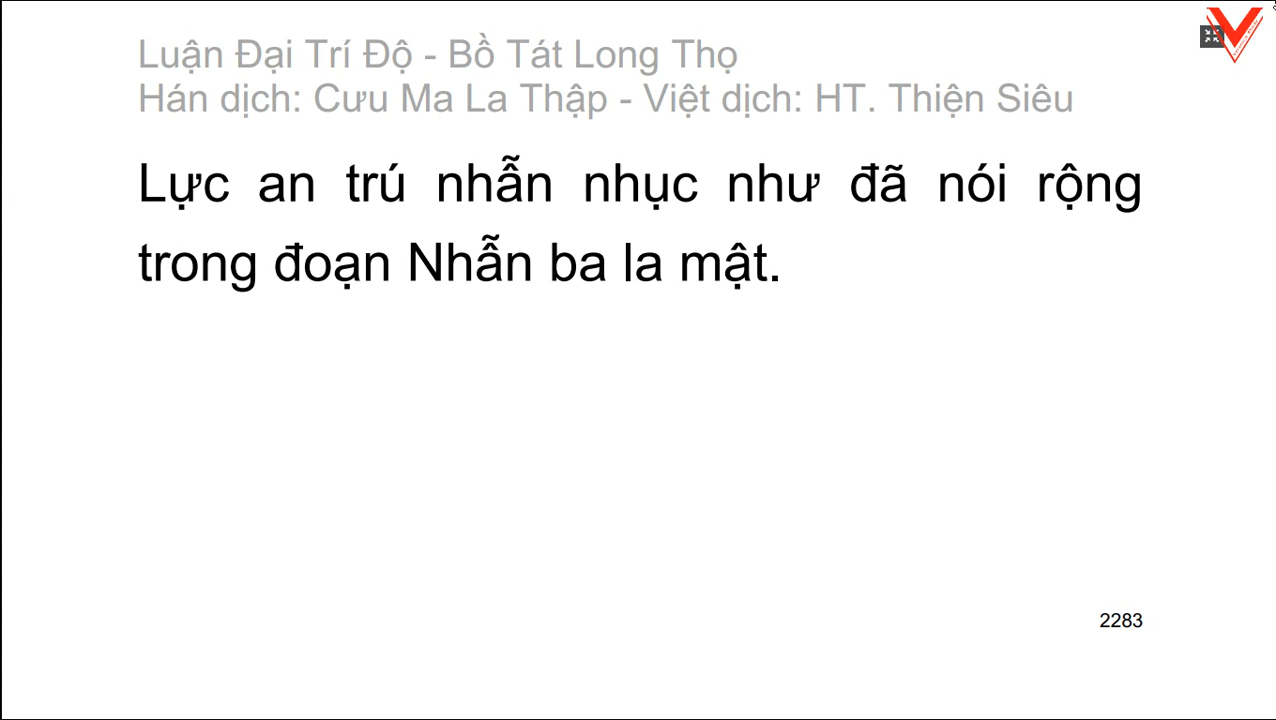 Luận Đại Trí Độ - Bồ Tát Long Thọ
Hán dịch: Cưu Ma La Thập - Việt dịch: HT. Thiện Siêu
Lực an trú nhẫn nhục như đã nói rộng
trong đoạn Nhẫn ba la mật.
2283